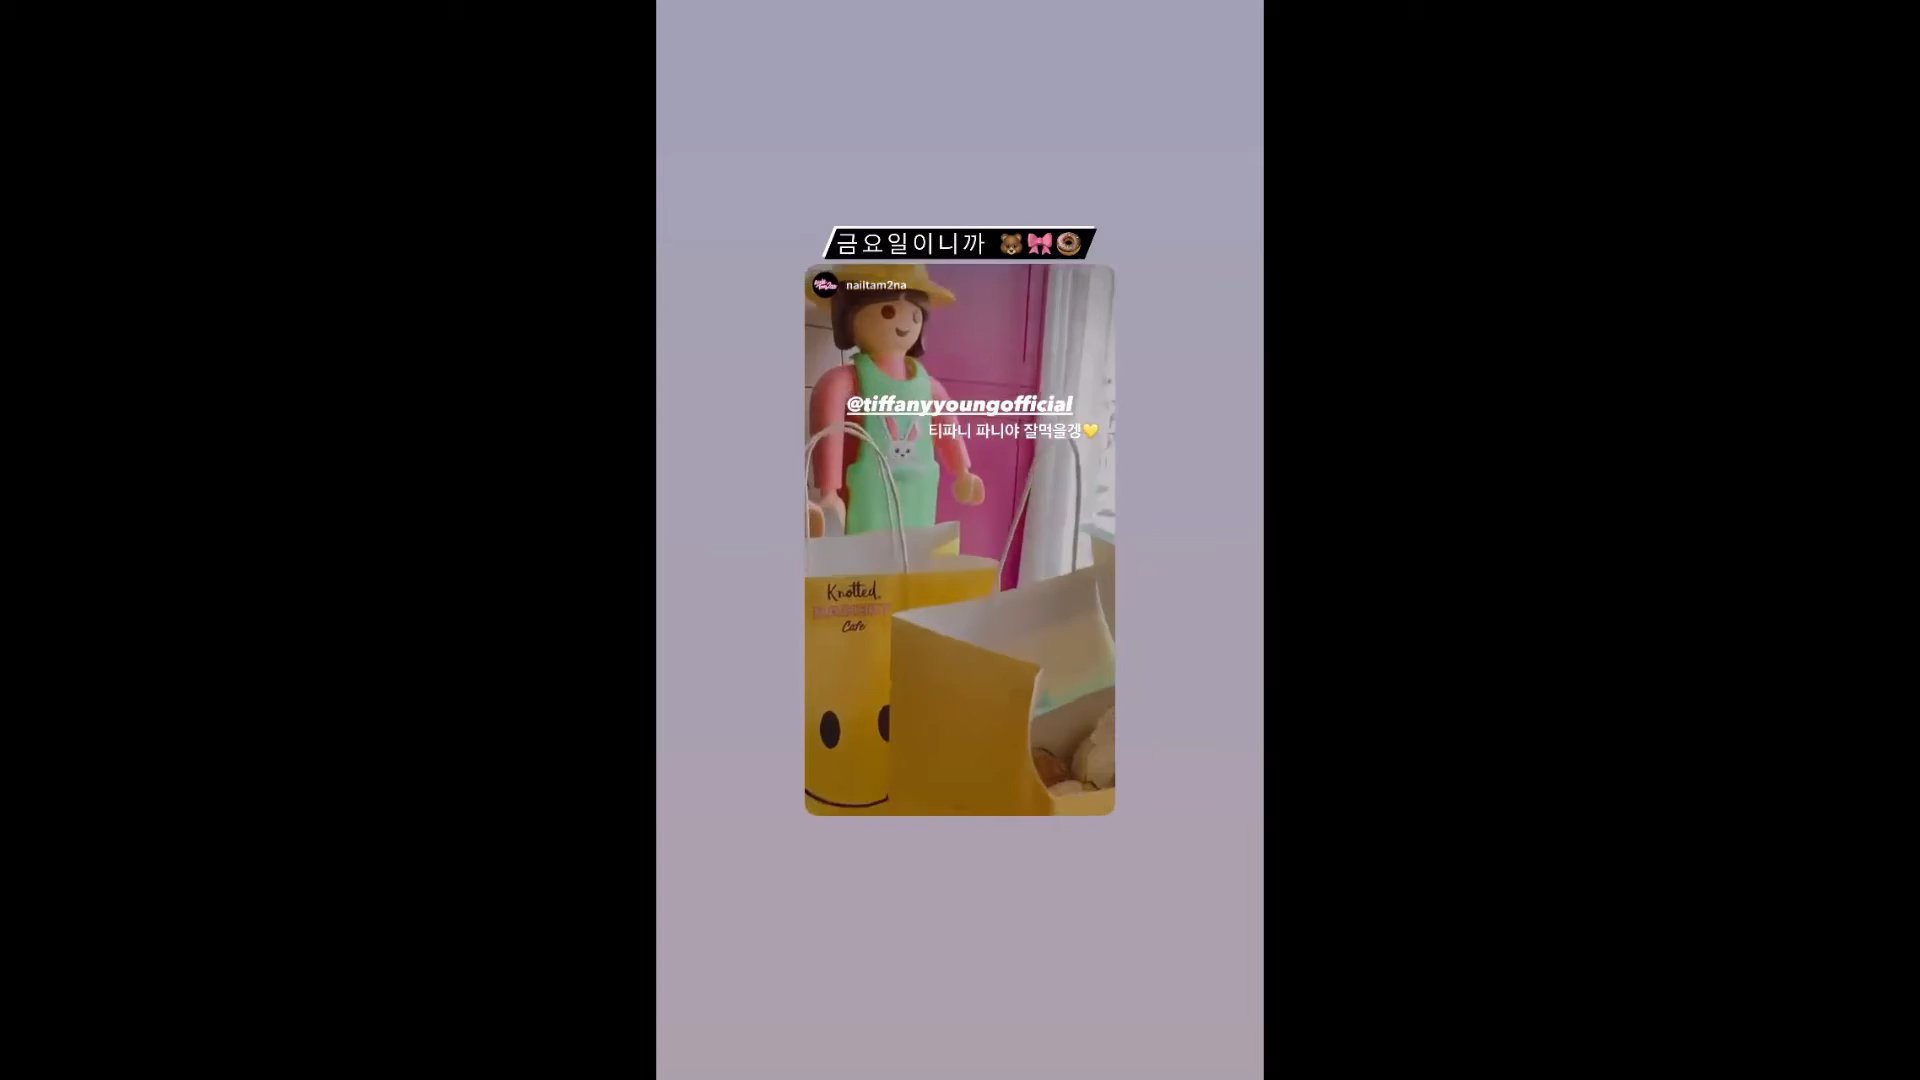 금요일이니까 🐻🎀🍩
nailtam2na
@tiffanyyoungofficial
티파니 파니야 잘먹을겡💛
Knotted
Cafe